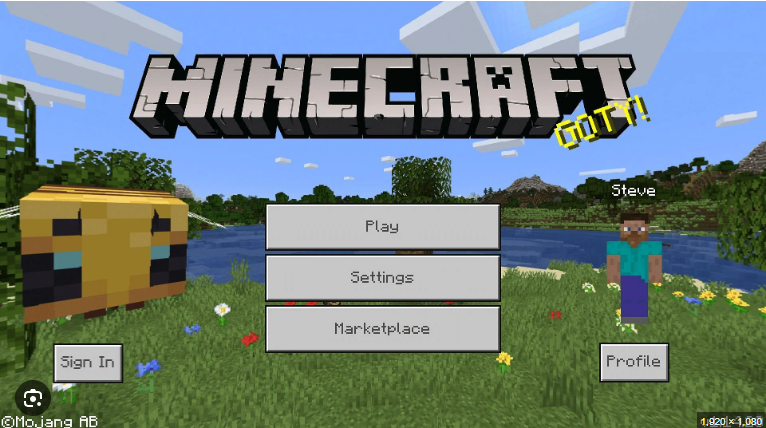 MINECRAFT
GOTY!
Steve
Play
Settings
Marketplace
Sign In
Profile
©Mojang AB
1,920 × 1,080